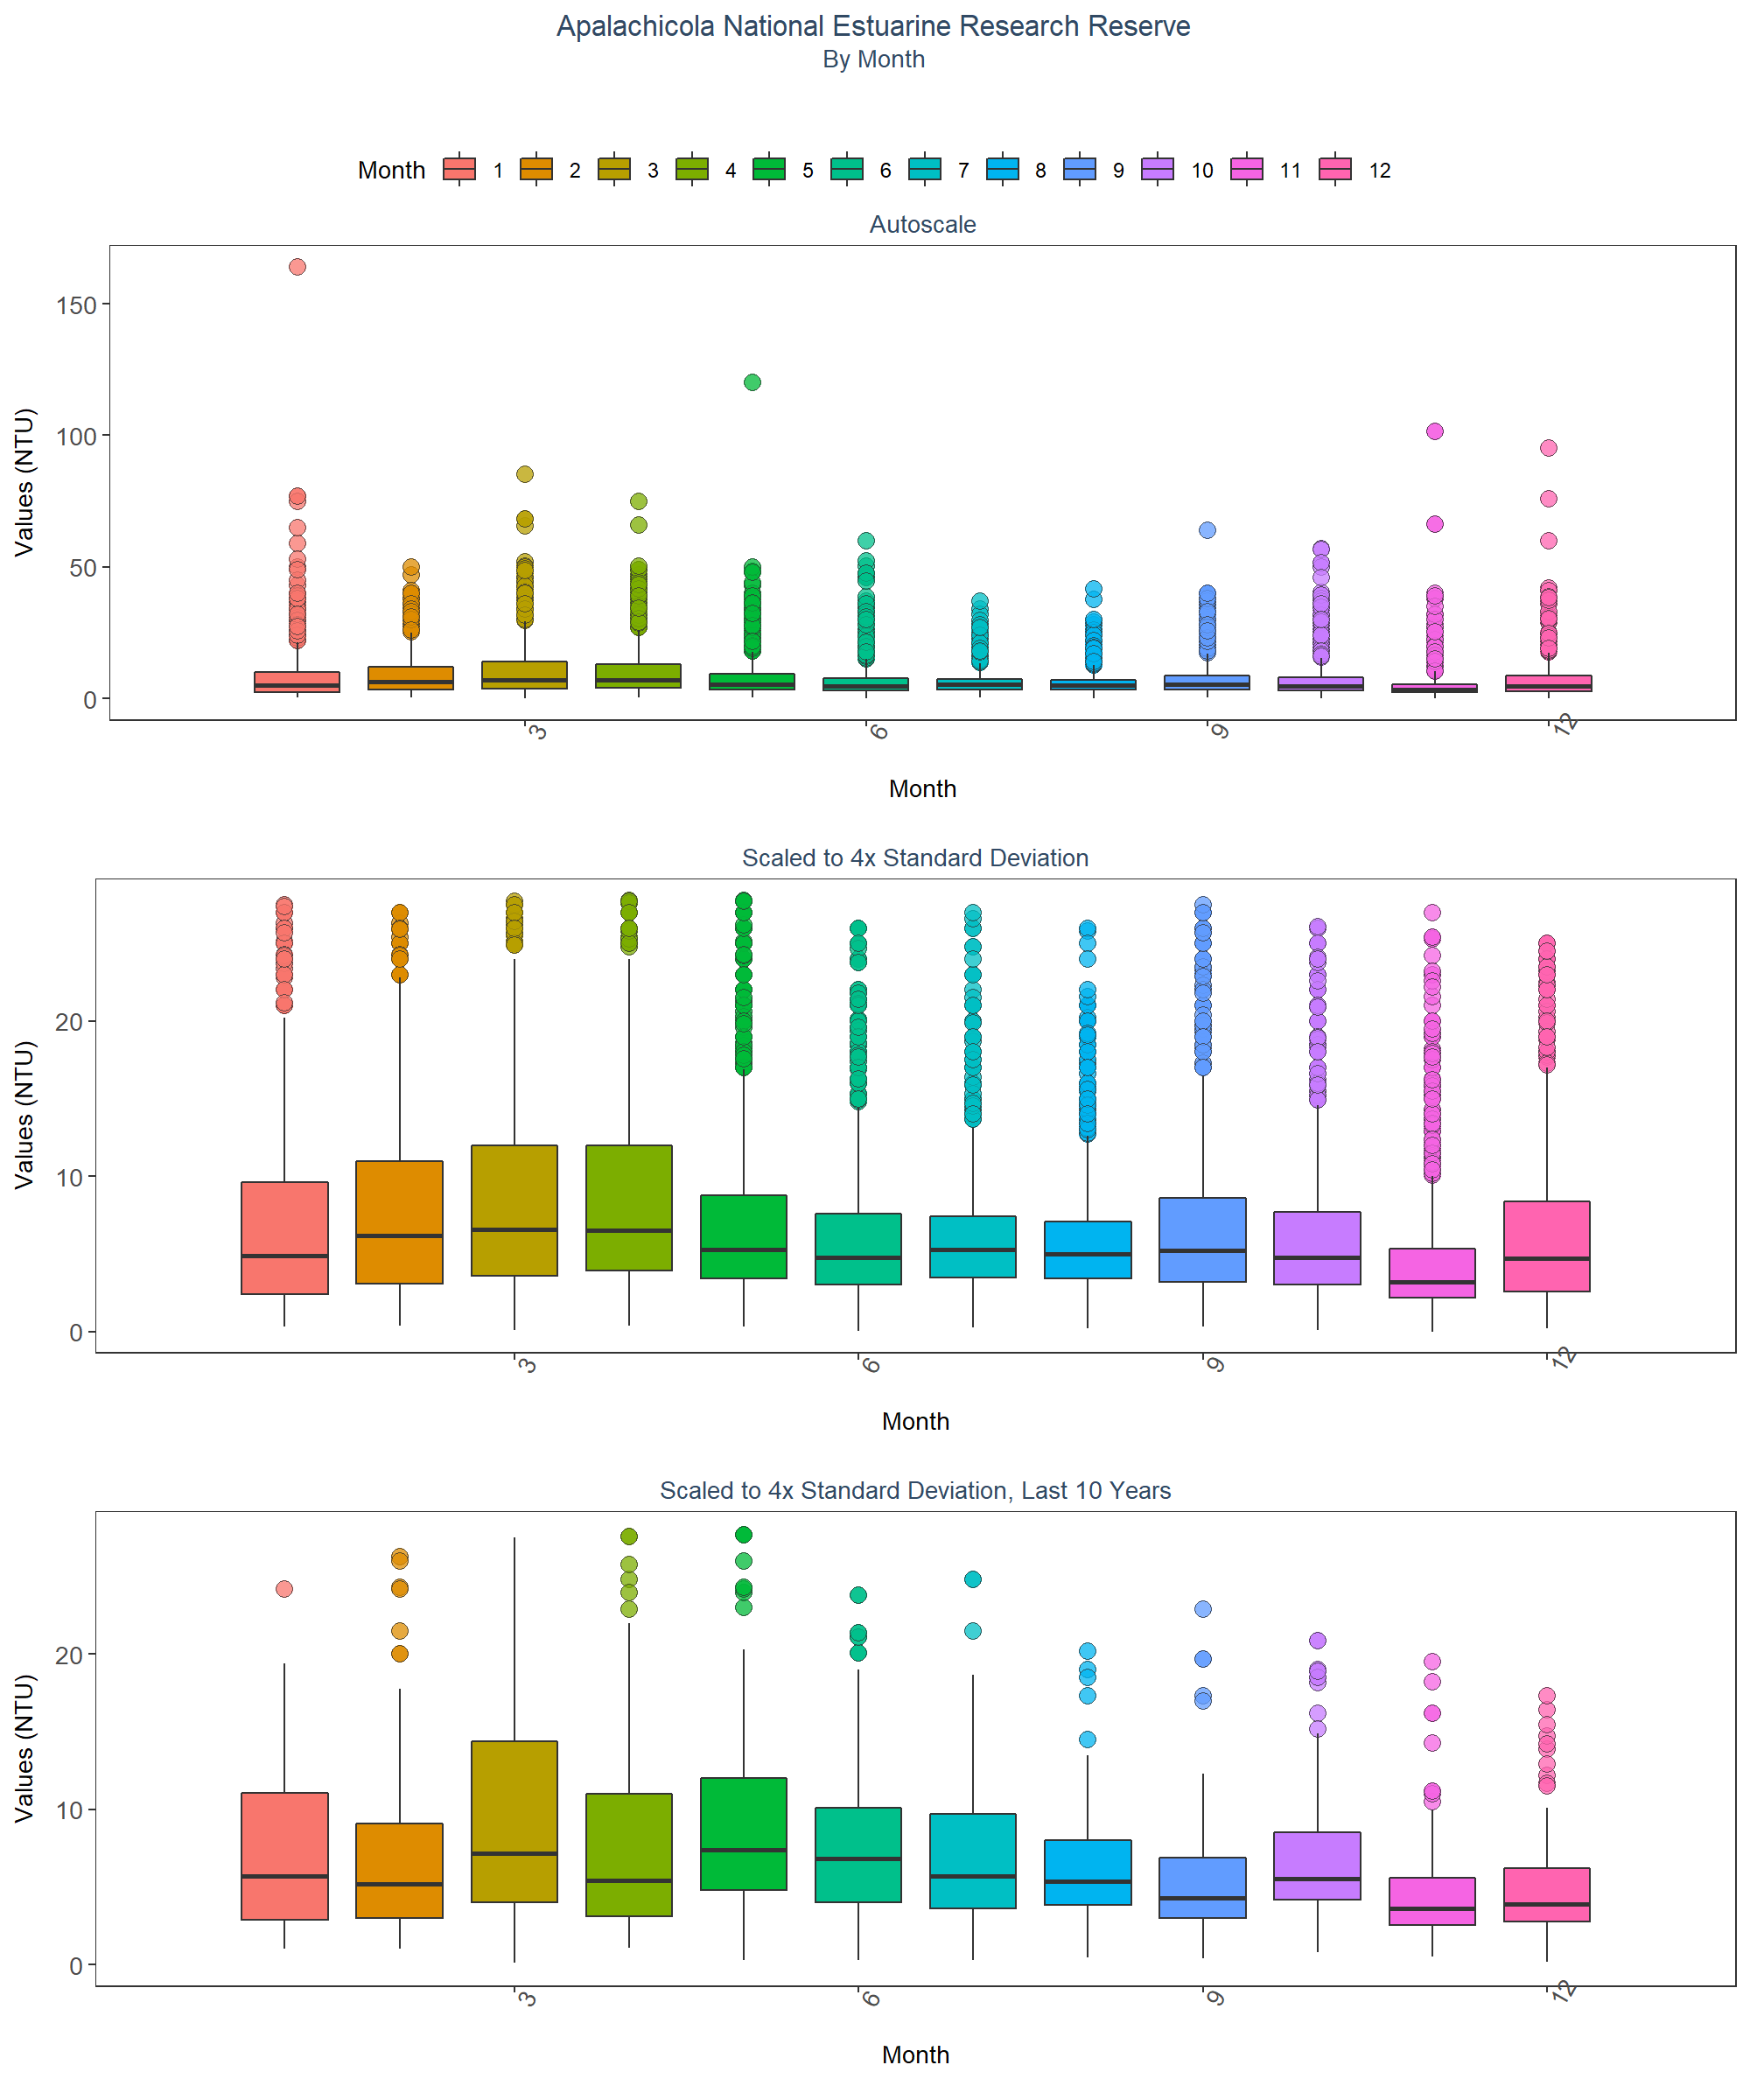 Apalachicola National Estuarine Research Reserve
By Month
Month 1 2 3 4 5 6 7 8 9 10 11 12
Autoscale
Values (NTU)
150
100
50
0
3 6 9 12
Month
Scaled to 4x Standard Deviation
Values (NTU)
20
10
0
3 6 9 12
Month
Scaled to 4x Standard Deviation, Last 10 Years
Values (NTU)
20
10
0
3 6 9 12
Month